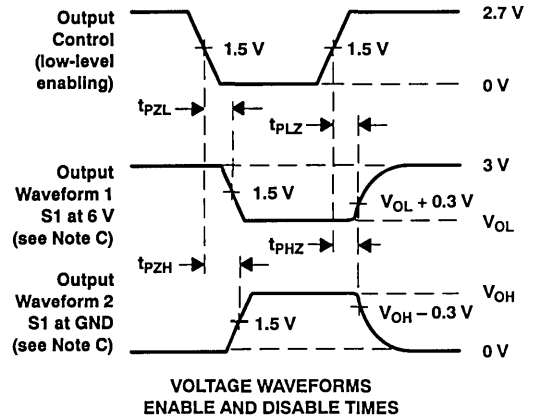 Output
Control
(low-level
enabling)
2.7 V
1.5 V
1.5 V
0 V
tPZL
tPLZ
Output
Waveform 1
S1 at 6 V
(see Note C)
3 V
1.5 V
VOL + 0.3 V
VOL
tPZH
tPHZ
Output
Waveform 2
S1 at GND
(see Note C)
VOH
1.5 V
VOH – 0.3 V
0 V
VOLTAGE WAVEFORMS
ENABLE AND DISABLE TIMES